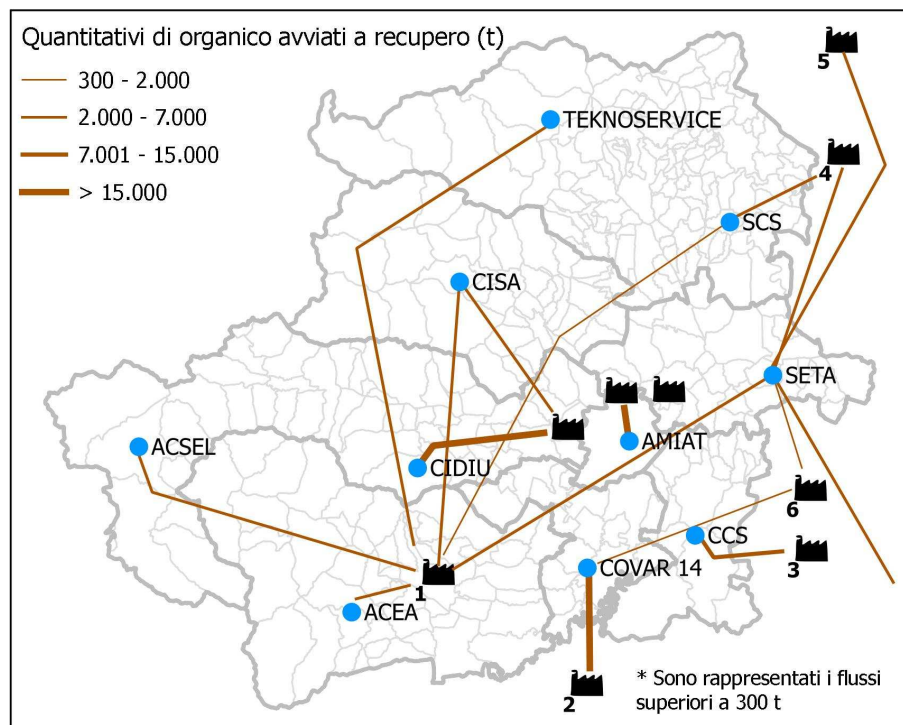 Quantitativi di organico avviati a recupero (t)
300 - 2.000
2.000 - 7.000
7.001 - 15.000
> 15.000
5
TEKNOSERVICE
4
SCS
CISA
SETA
ACSEL
CIDIU
AMIAT
6
CCS
COVAR 14
3
1
ACEA
2
* Sono rappresentati i flussi
superiori a 300 t